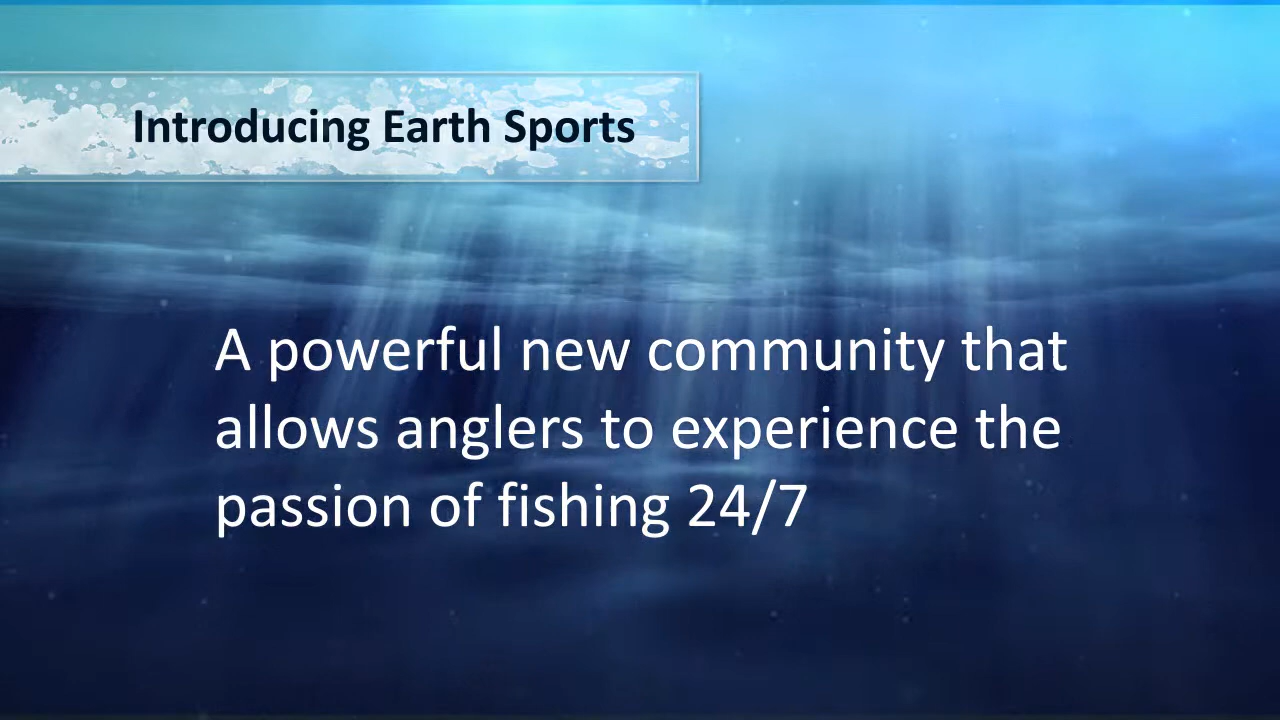 Introducing Earth Sports
A powerful new community that
allows anglers to experience the
passion of fishing 24/7